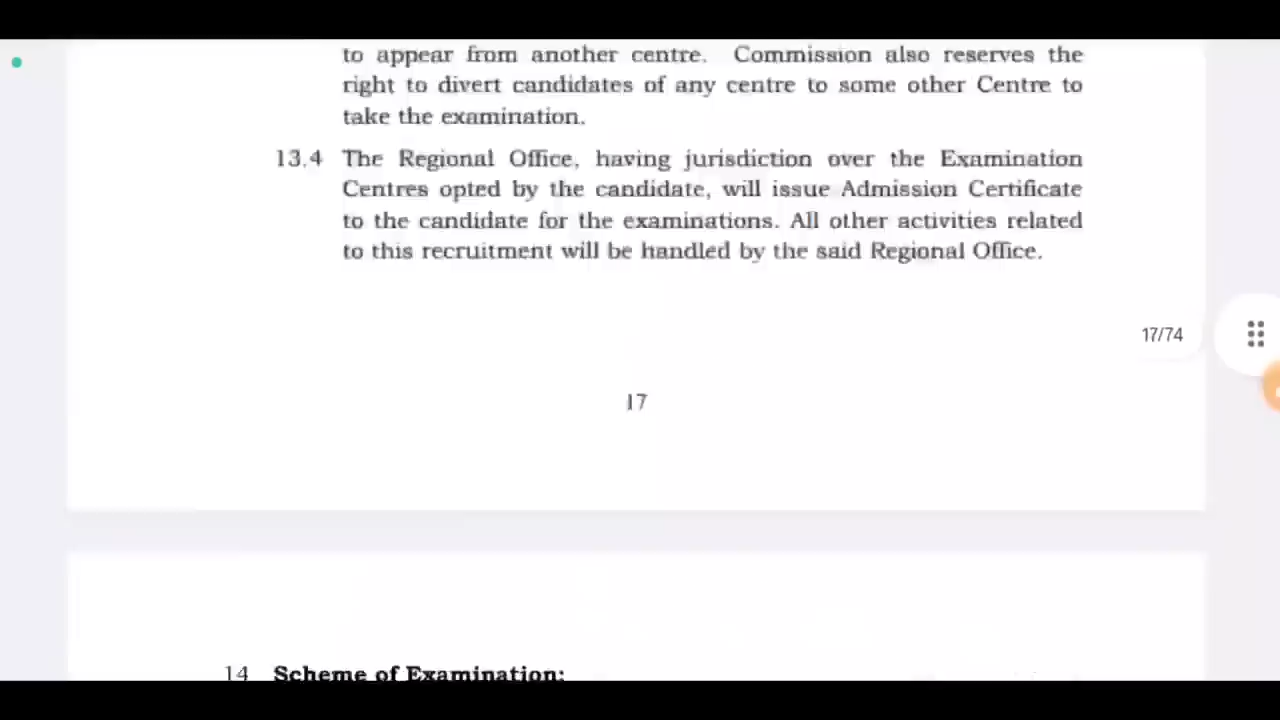 to appear from another centre. Commission also reserves the
right to divert candidates of any centre to some other Centre to
take the examination.
13.4 The Regional Office, having jurisdiction over the Examination
Centres opted by the candidate, will issue Admission Certificate
to the candidate for the examinations. All other activities related
to this recruitment will be handled by the said Regional Office.
17/74
17
14 Scheme of Examination: